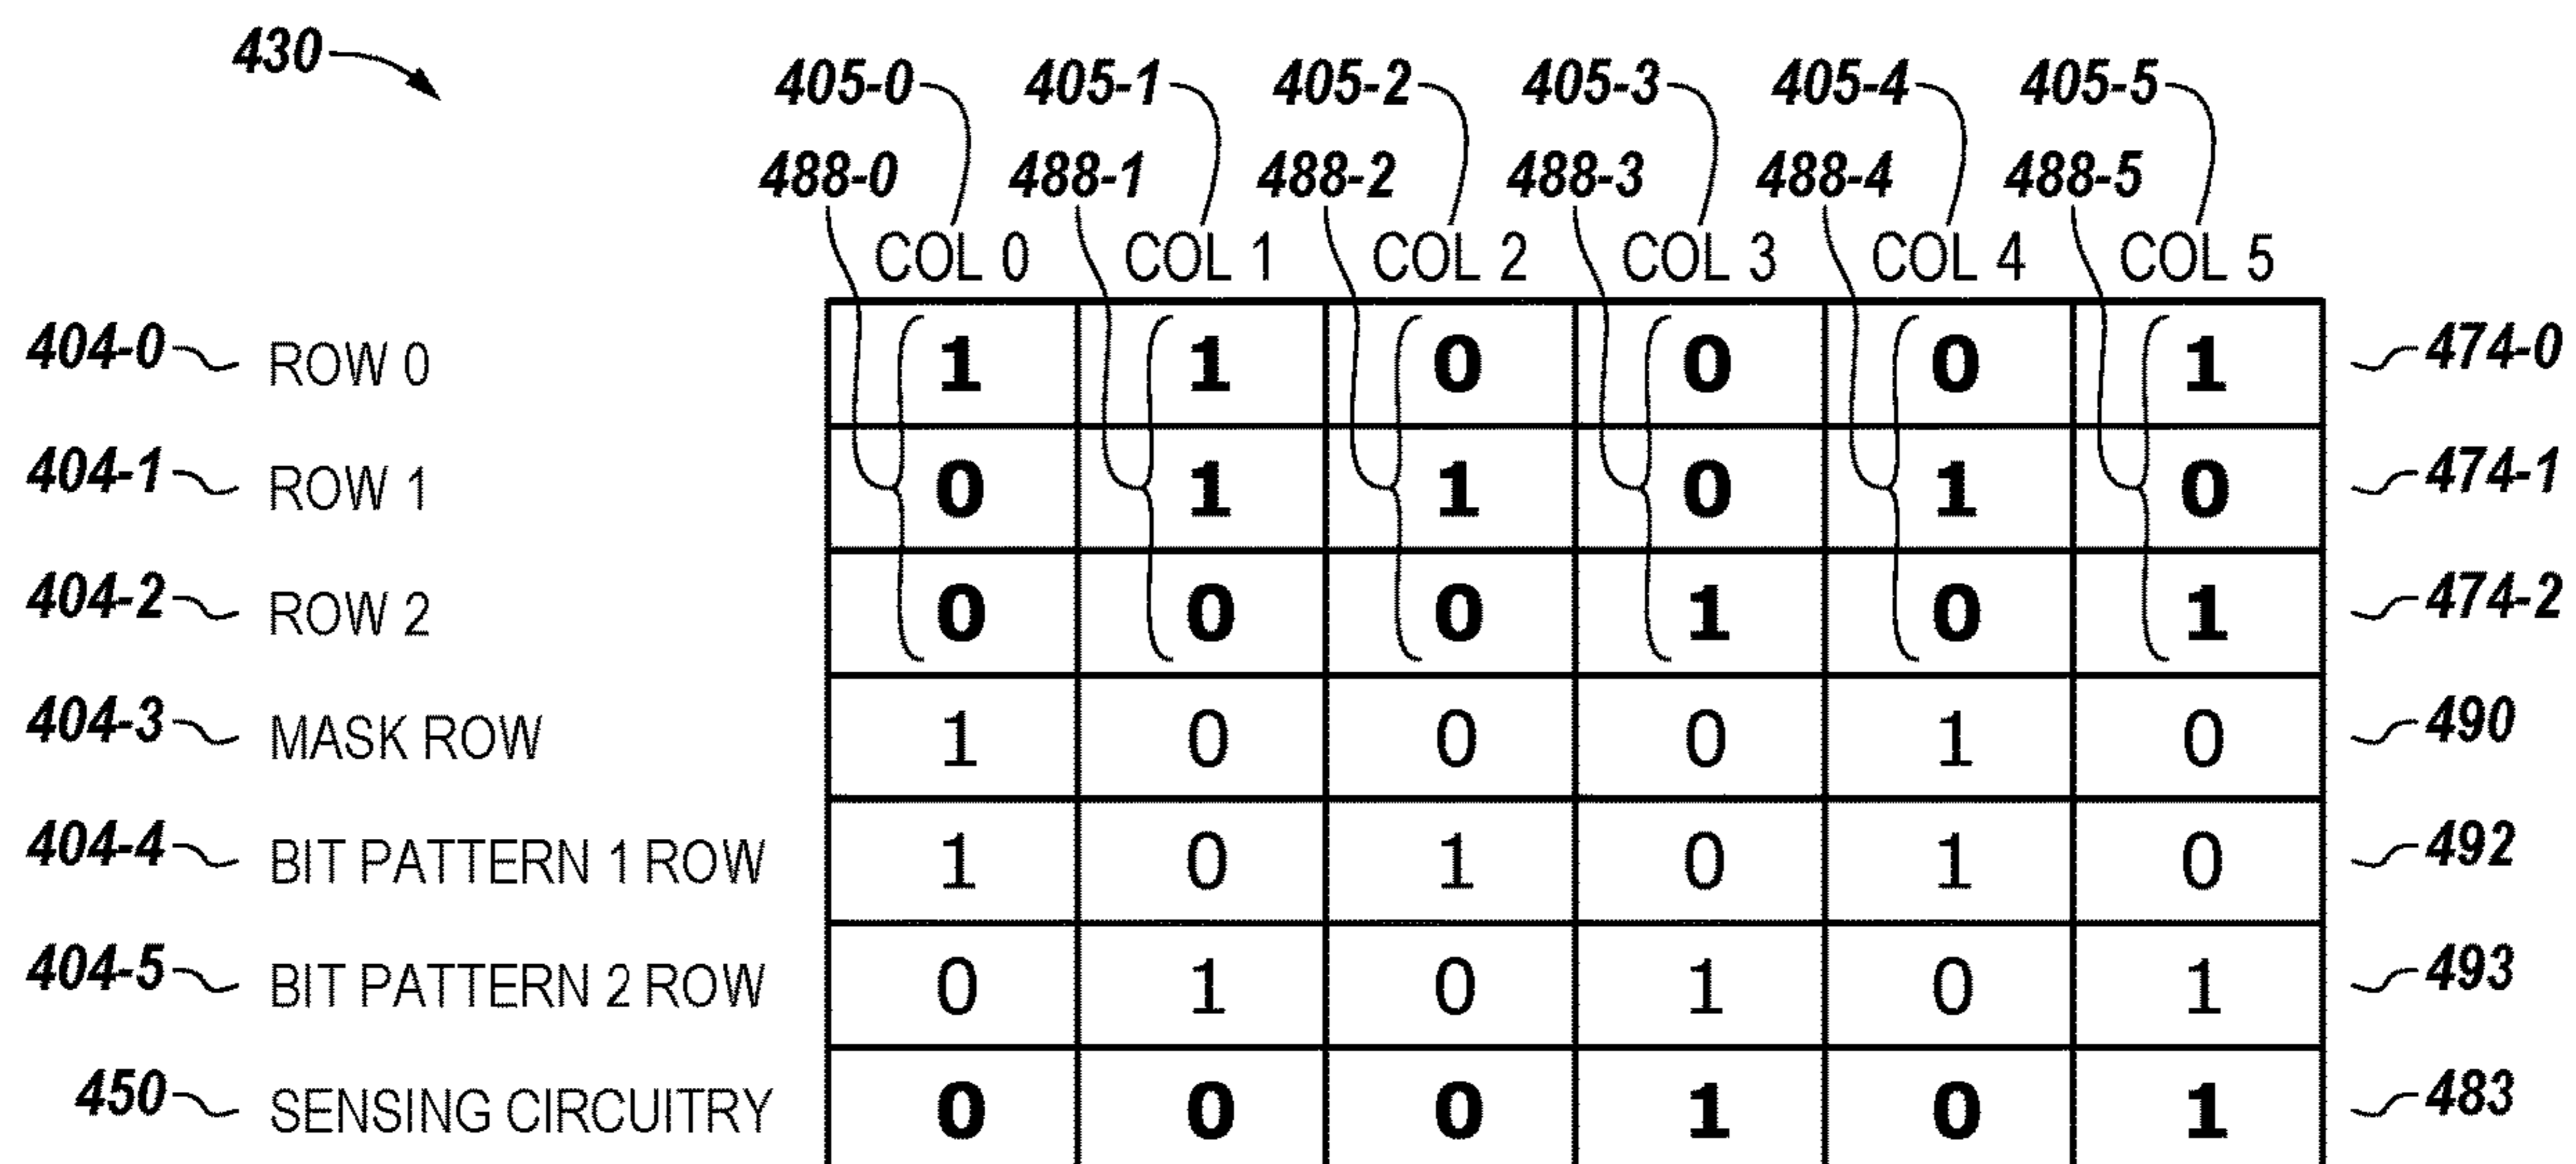 430
405-0 405-1 405-2 405-3 405-4 405-5
488-0 488-1 488-2 488-3 488-4 488-5
COL 0 COL 1 COL 2 COL 3 COL 4 COL 5
404-0 ROW 0 1 1 0 0 0 1 474-0
404-1 ROW 1 0 1 1 0 1 0 474-1
404-2 ROW 2 0 0 0 1 0 1 474-2
404-3 MASK ROW 1 0 0 0 1 0 490
404-4 BIT PATTERN 1 ROW 1 0 1 0 1 0 492
404-5 BIT PATTERN 2 ROW 0 1 0 1 0 1 493
450 SENSING CIRCUITRY 0 0 0 1 0 1 483